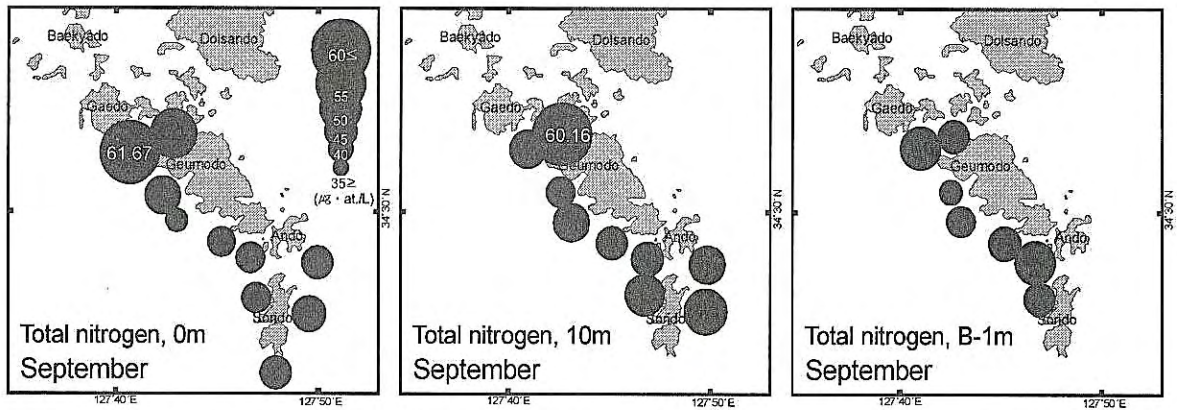 Baekyado
Dolsando
60≤
55
50
45
40
35≥
(㎍・at./L)
Gaedo
61.67
Geumodo
Ando
Sorido
34°30'N
Total nitrogen, 0m
September
127°40'E
127°50'E
Baekyado
Dolsando
Gaedo
60.16
Geumodo
Ando
Sorido
34°30'N
Total nitrogen, 10m
September
127°40'E
127°50'E
Baekyado
Dolsando
Gaedo
Geumodo
Ando
Sorido
34°30'N
Total nitrogen, B-1m
September
127°40'E
127°50'E